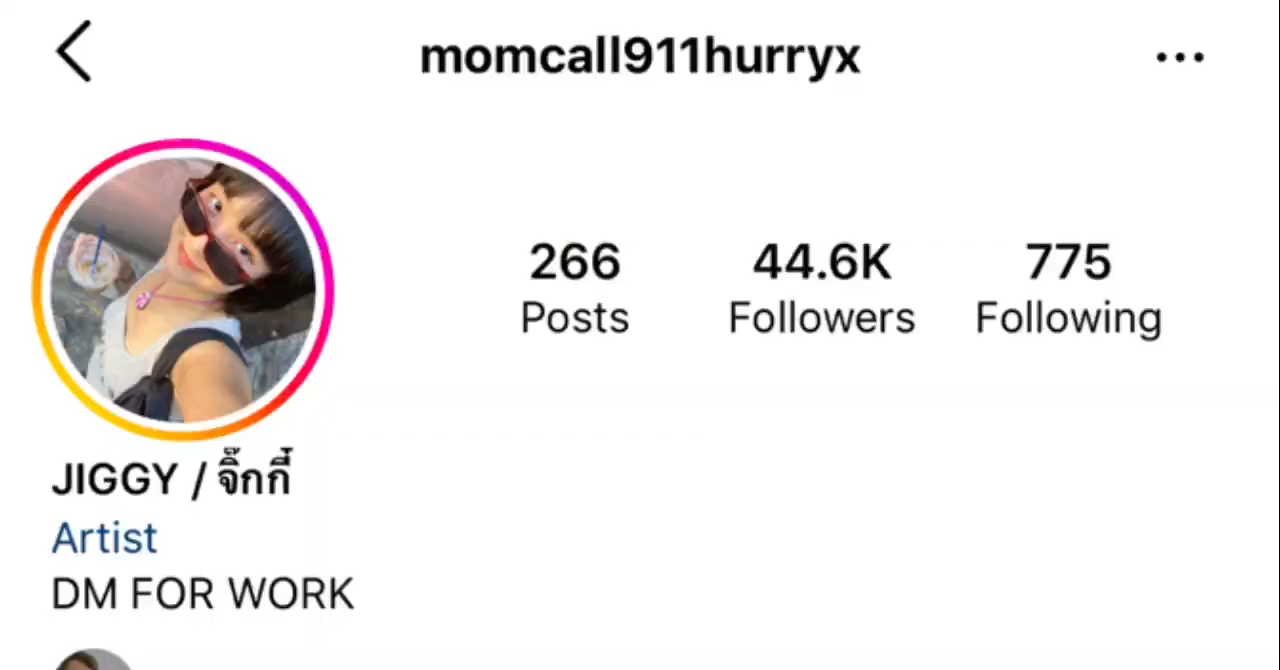 momcall911hurryx
266 44.6K 775
Posts Followers Following
JIGGY / จิ๊กกี๋
Artist
DM FOR WORK